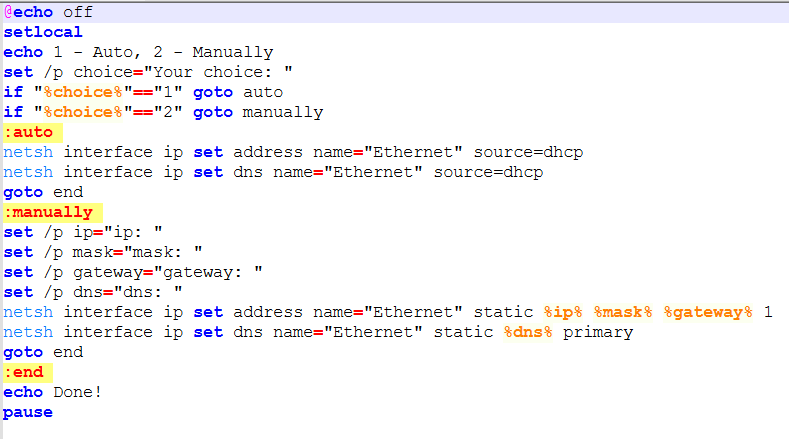 @echo off
setlocal
echo 1 - Auto, 2 - Manually
set /p choice="Your choice: "
if "%choice%"=="1" goto auto
if "%choice%"=="2" goto manually
:auto
netsh interface ip set address name="Ethernet" source=dhcp
netsh interface ip set dns name="Ethernet" source=dhcp
goto end
:manually
set /p ip="ip: "
set /p mask="mask: "
set /p gateway="gateway: "
set /p dns="dns: "
netsh interface ip set address name="Ethernet" static %ip% %mask% %gateway% 1
netsh interface ip set dns name="Ethernet" static %dns% primary
goto end
:end
echo Done!
pause